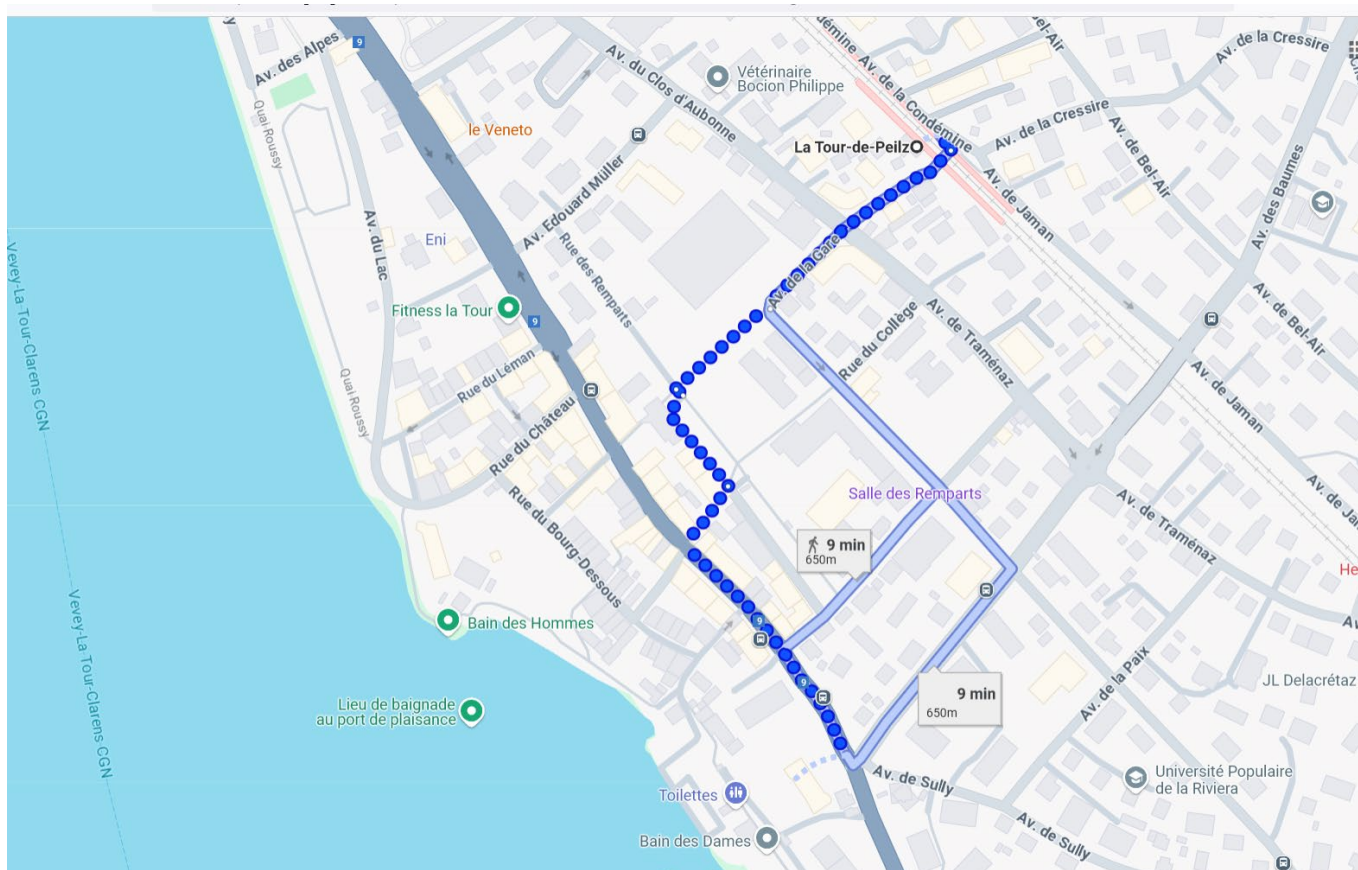 Av. des Alpes
9
Av. du Clos d'Aubonne
Vétérinaire
Bocion Philippe
Av. de la Condémine
Bel-Air
Av. de la Cressire
Av. de la Cressire
Quai Roussy
le Veneto
La Tour-de-Peilz
Av. de Bel-Air
Av. de Jaman
Av. des Baumes
Av. Edouard Müller
Av. du Lac
Eni
Rue des Remparts
Av. de la Gare
Vevey-La-Tour-Clarens CGN
Fitness la Tour
9
Av. de Traménaz
Rue du Collège
Av. de Bel-Air
Rue du Léman
Quai-Roussy
Rue du Château
Av. de Jaman
Rue du Bourg-Dessous
Salle des Remparts
Av. de Traménaz
9 min
650m
Bain des Hommes
9
Vevey-La-Tour-Clarens CGN
Av. de la Paix
JL Delacrétaz
9
9 min
650m
Lieu de baignade
au port de plaisance
Av. de Sully
Université Populaire
de la Riviera
Toilettes
Av. de Sully
Bain des Dames